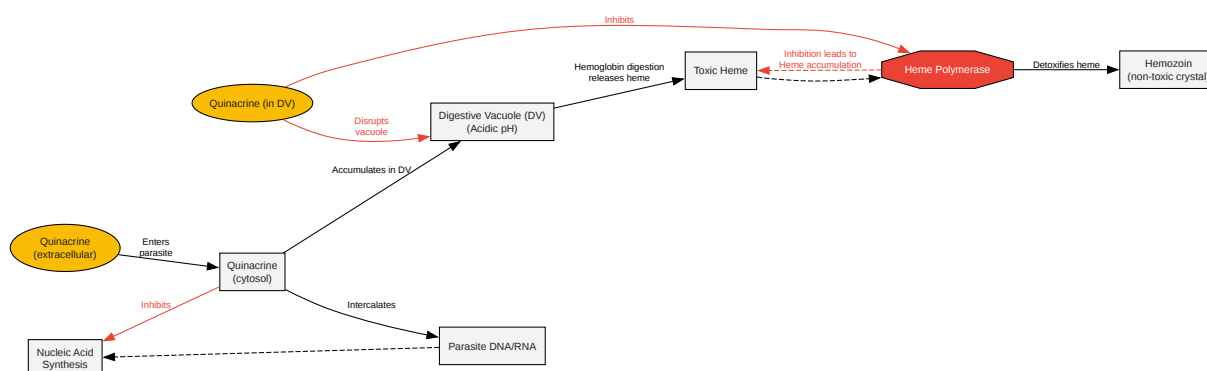 Inhibits
Inhibition leads to
Heme accumulation
Toxic Heme
Heme Polymerase
Detoxifies heme
Hemozoin
(non-toxic crystal)
Hemoglobin digestion
releases heme
Quinacrine (in DV)
Disrupts
vacuole
Digestive Vacuole (DV)
(Acidic pH)
Accumulates in DV
Quinacrine
(extracellular)
Enters
parasite
Quinacrine
(cytosol)
Inhibits
Intercalates
Nucleic Acid
Synthesis
Parasite DNA/RNA